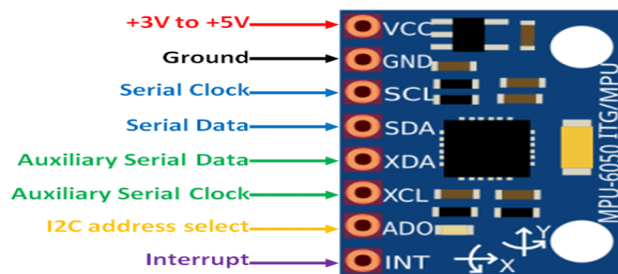 +3V to +5V VCC
Ground GND
Serial Clock SCL
Serial Data SDA
Auxiliary Serial Data XDA
Auxiliary Serial Clock XCL
I2C address select ADO
Interrupt INT
X
Y
MPU-6050 ITG/MPU